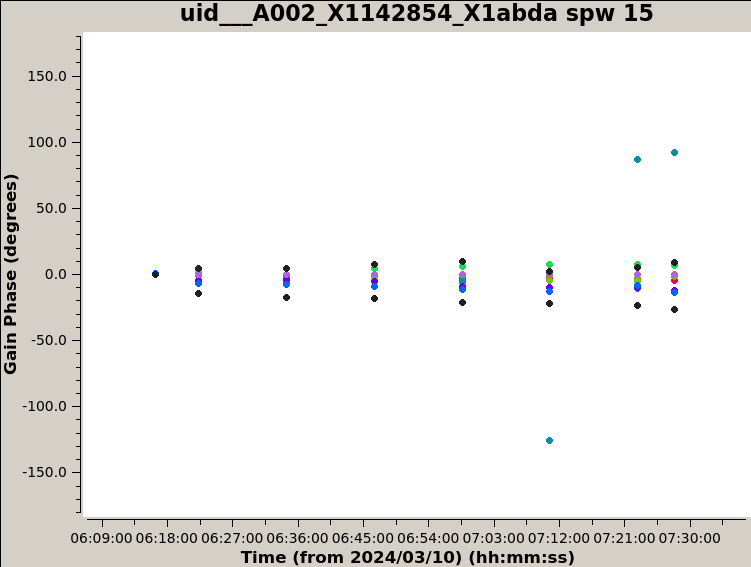 uid___A002_X1142854_X1abda spw 15
150.0
100.0
50.0
0.0
-50.0
-100.0
-150.0
Gain Phase (degrees)
06:09:00 06:18:00 06:27:00 06:36:00 06:45:00 06:54:00 07:03:00 07:12:00 07:21:00 07:30:00
Time (from 2024/03/10) (hh:mm:ss)